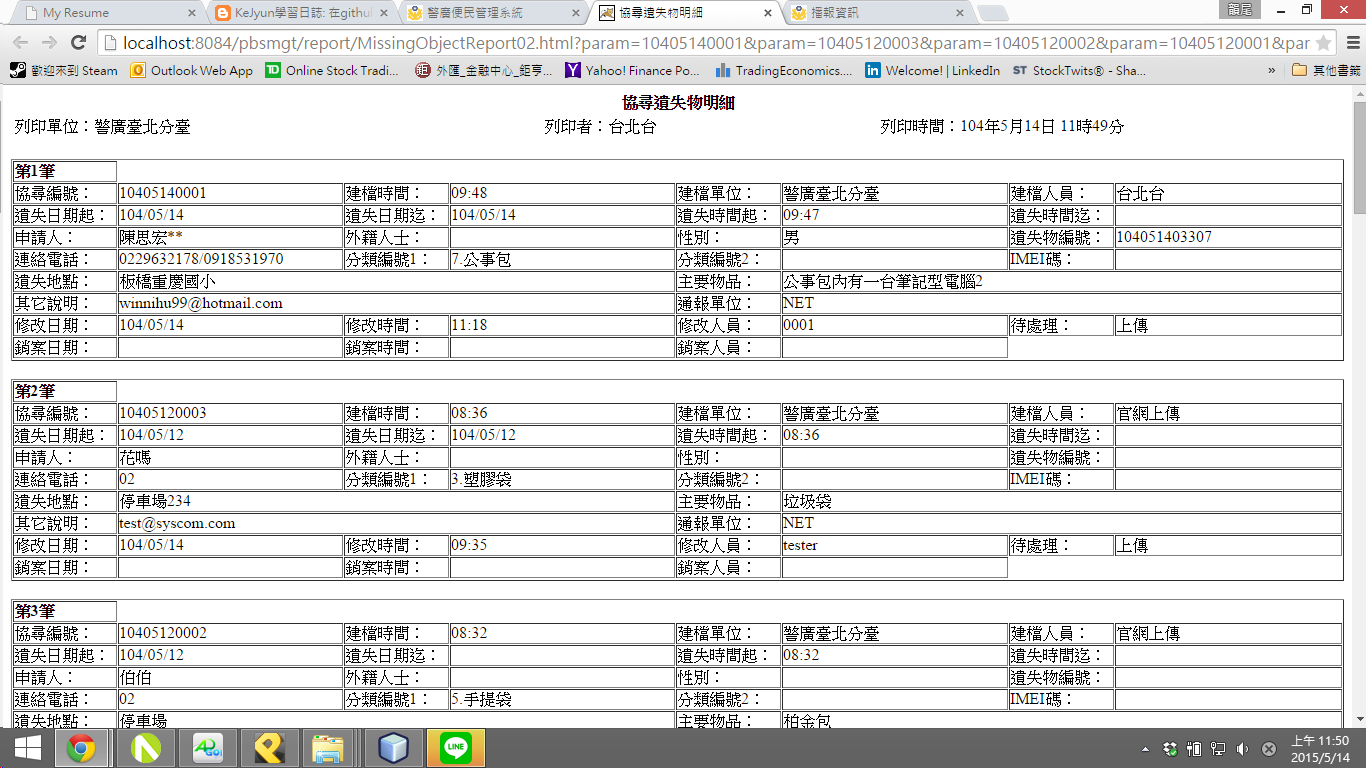 My Resume
KeJyun學習日誌: 在githul
警廣便民管理系統
協尋遺失物明細
播報資訊
localhost:8084/pbsmgt/report/MissingObjectReport02.html?param=10405140001&param=10405120003&param=10405120002&param=10405120001&par
歡迎來到 Steam Outlook Web App Online Stock Tradi... 外匯_金融中心_鉅亨... Yahoo! Finance Po... TradingEconomics.... Welcome! | LinkedIn StockTwits® - Sha... » 其他書籤
協尋遺失物明細
列印單位：警廣臺北分臺 列印者：台北台 列印時間：104年5月14日 11時49分
第1筆
協尋編號： 10405140001 建檔時間： 09:48 建檔單位： 警廣臺北分臺 建檔人員： 台北台
遺失日期起： 104/05/14 遺失日期迄： 104/05/14 遺失時間起： 09:47 遺失時間迄：
申請人： 陳思宏** 外籍人士： 性別： 男 遺失物編號： 104051403307
連絡電話： 0229632178/0918531970 分類編號1： 7.公事包 分類編號2： IMEI碼：
遺失地點： 板橋重慶國小 主要物品： 公事包內有一台筆記型電腦2
其它說明： winnihu99@hotmail.com 通報單位： NET
修改日期： 104/05/14 修改時間： 11:18 修改人員： 0001 待處理： 上傳
銷案日期： 銷案時間： 銷案人員：
第2筆
協尋編號： 10405120003 建檔時間： 08:36 建檔單位： 警廣臺北分臺 建檔人員： 官網上傳
遺失日期起： 104/05/12 遺失日期迄： 104/05/12 遺失時間起： 08:36 遺失時間迄：
申請人： 花嗎 外籍人士： 性別： 遺失物編號：
連絡電話： 02 分類編號1： 3.塑膠袋 分類編號2： IMEI碼：
遺失地點： 停車場234 主要物品： 垃圾袋
其它說明： test@syscom.com 通報單位： NET
修改日期： 104/05/14 修改時間： 09:35 修改人員： tester 待處理： 上傳
銷案日期： 銷案時間： 銷案人員：
第3筆
協尋編號： 10405120002 建檔時間： 08:32 建檔單位： 警廣臺北分臺 建檔人員： 官網上傳
遺失日期起： 104/05/12 遺失日期迄： 遺失時間起： 08:32 遺失時間迄：
申請人： 伯伯 外籍人士： 性別： 遺失物編號：
連絡電話： 02 分類編號1： 5.手提袋 分類編號2： IMEI碼：
遺失地點： 停車場 主要物品： 柏金包
LINE
上午 11:50
2015/5/14